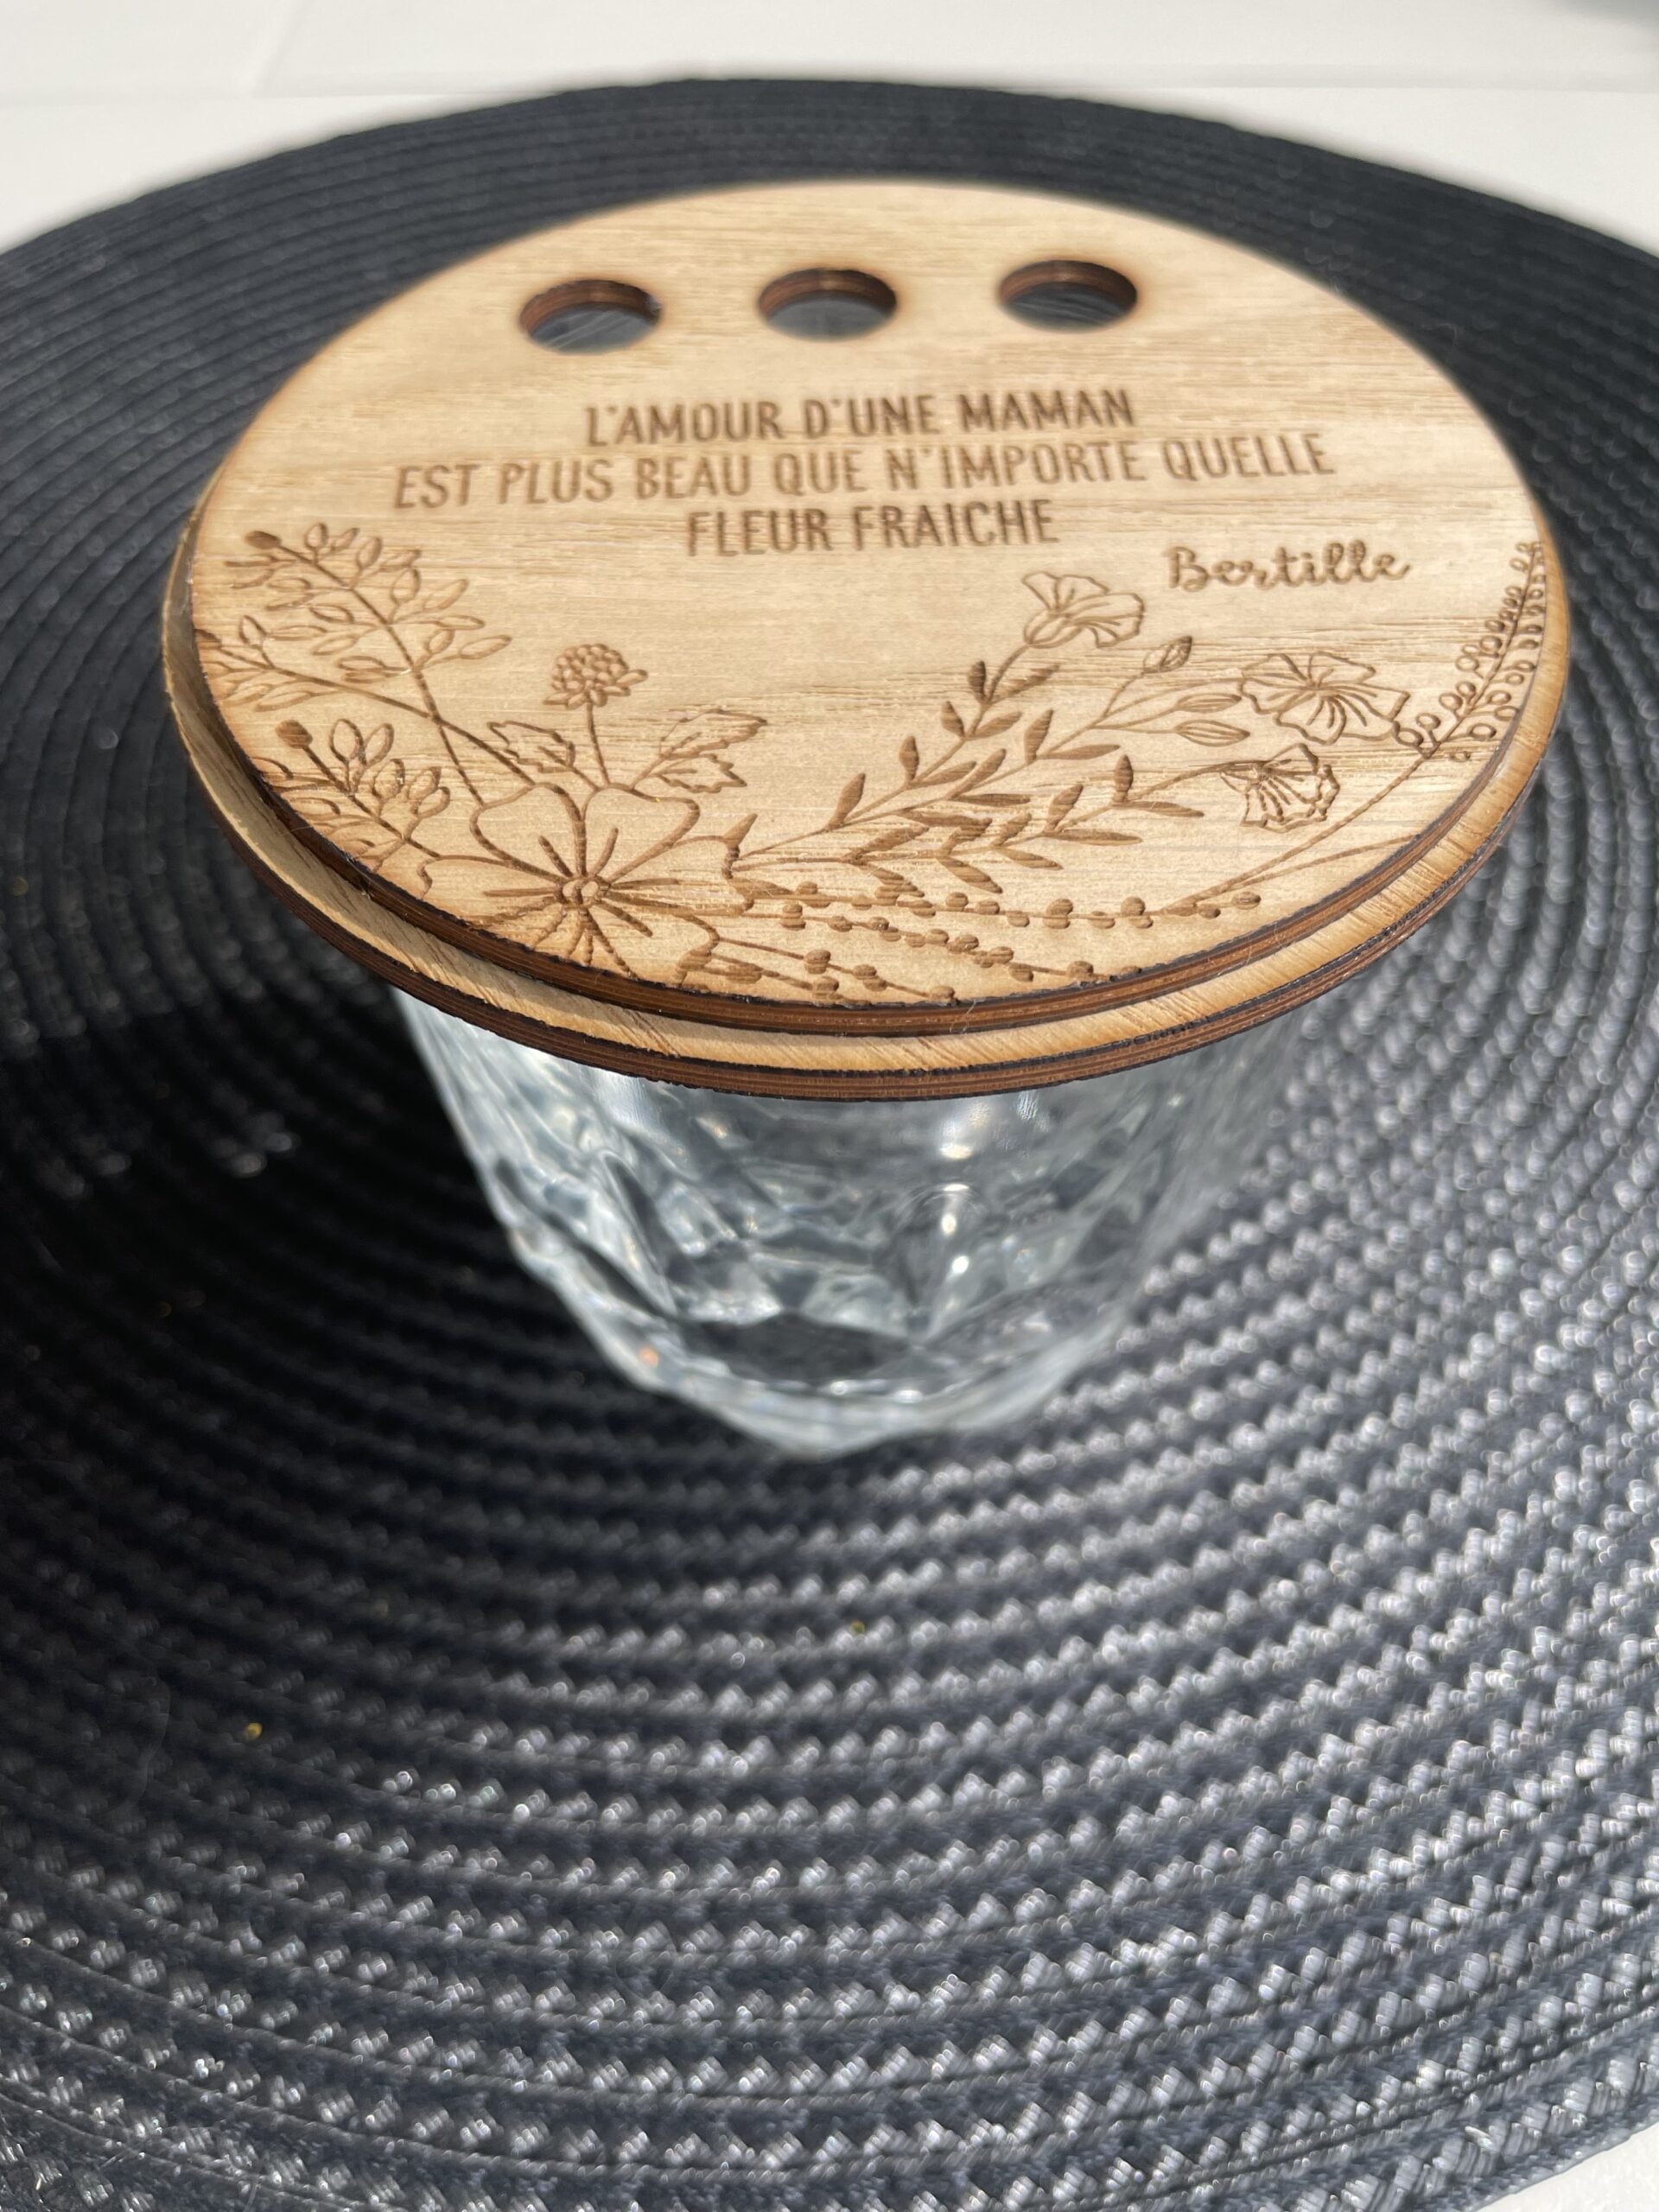 L'AMOUR D'UNE MAMAN
EST PLUS BEAU QUE N'IMPORTE QUELLE
FLEUR FRAICHE
Bertille